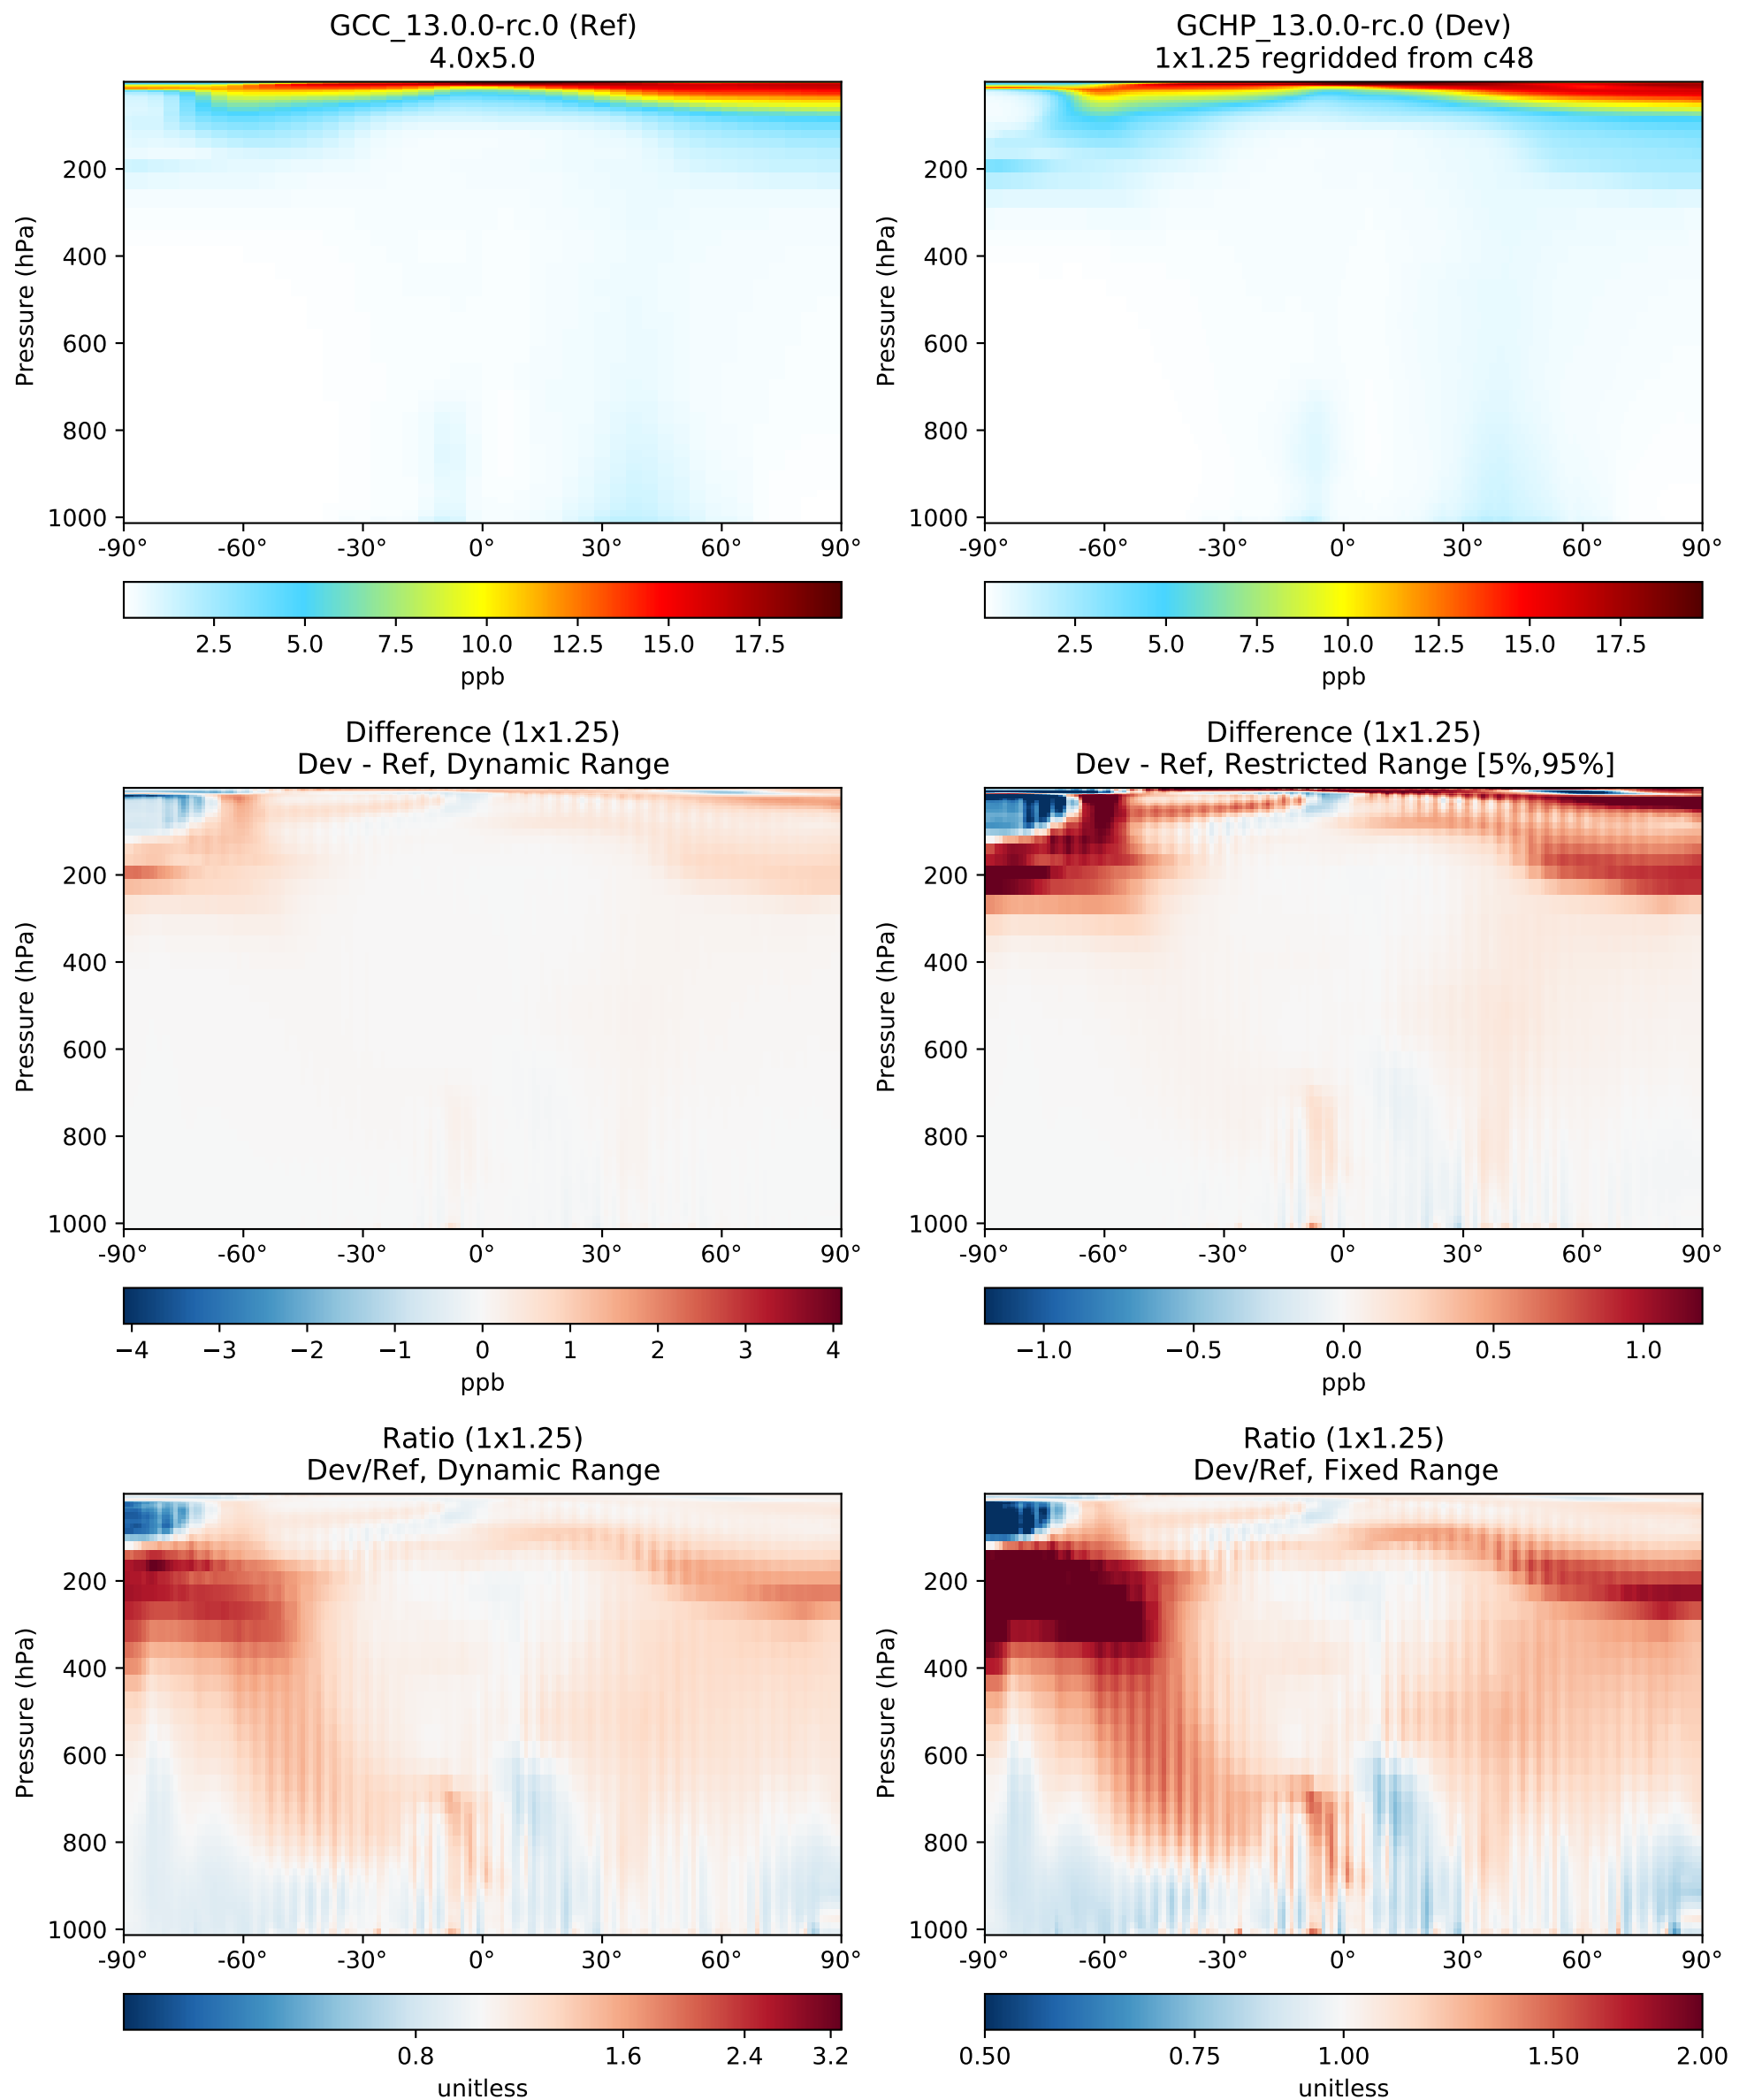 GCC_13.0.0-rc.0 (Ref)
4.0x5.0
Pressure (hPa)
200
400
600
800
1000
-90° -60° -30° 0° 30° 60° 90°
2.5 5.0 7.5 10.0 12.5 15.0 17.5
ppb
GCHP_13.0.0-rc.0 (Dev)
1x1.25 regridded from c48
Pressure (hPa)
200
400
600
800
1000
-90° -60° -30° 0° 30° 60° 90°
2.5 5.0 7.5 10.0 12.5 15.0 17.5
ppb
Difference (1x1.25)
Dev - Ref, Dynamic Range
Pressure (hPa)
200
400
600
800
1000
-90° -60° -30° 0° 30° 60° 90°
−4 −3 −2 −1 0 1 2 3 4
ppb
Difference (1x1.25)
Dev - Ref, Restricted Range [5%,95%]
Pressure (hPa)
200
400
600
800
1000
-90° -60° -30° 0° 30° 60° 90°
−1.0 −0.5 0.0 0.5 1.0
ppb
Ratio (1x1.25)
Dev/Ref, Dynamic Range
Pressure (hPa)
200
400
600
800
1000
-90° -60° -30° 0° 30° 60° 90°
0.8 1.6 2.4 3.2
unitless
Ratio (1x1.25)
Dev/Ref, Fixed Range
Pressure (hPa)
200
400
600
800
1000
-90° -60° -30° 0° 30° 60° 90°
0.50 0.75 1.00 1.50 2.00
unitless